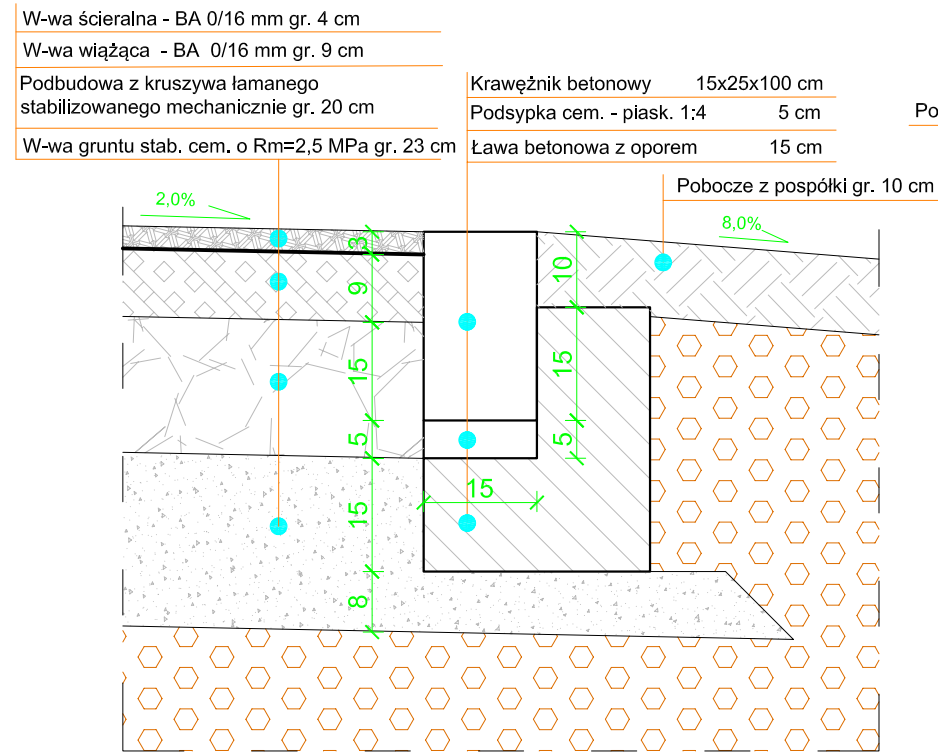 W-wa ścieralna - BA 0/16 mm gr. 4 cm
W-wa wiążąca - BA 0/16 mm gr. 9 cm
Podbudowa z kruszywa łamanego
stabilizowanego mechanicznie gr. 20 cm
W-wa gruntu stab. cem. o Rm=2,5 MPa gr. 23 cm
Krawężnik betonowy 15x25x100 cm
Podsypka cem. - piask. 1:4 5 cm
Ława betonowa z oporem 15 cm
Po
Pobocze z pospółki gr. 10 cm
2,0%
8,0%
3
9
15
5
15
8
10
15
5
15